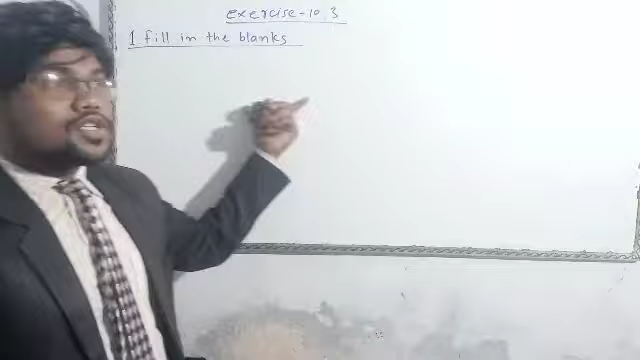 exercise-10.3
1 fill in the blanks